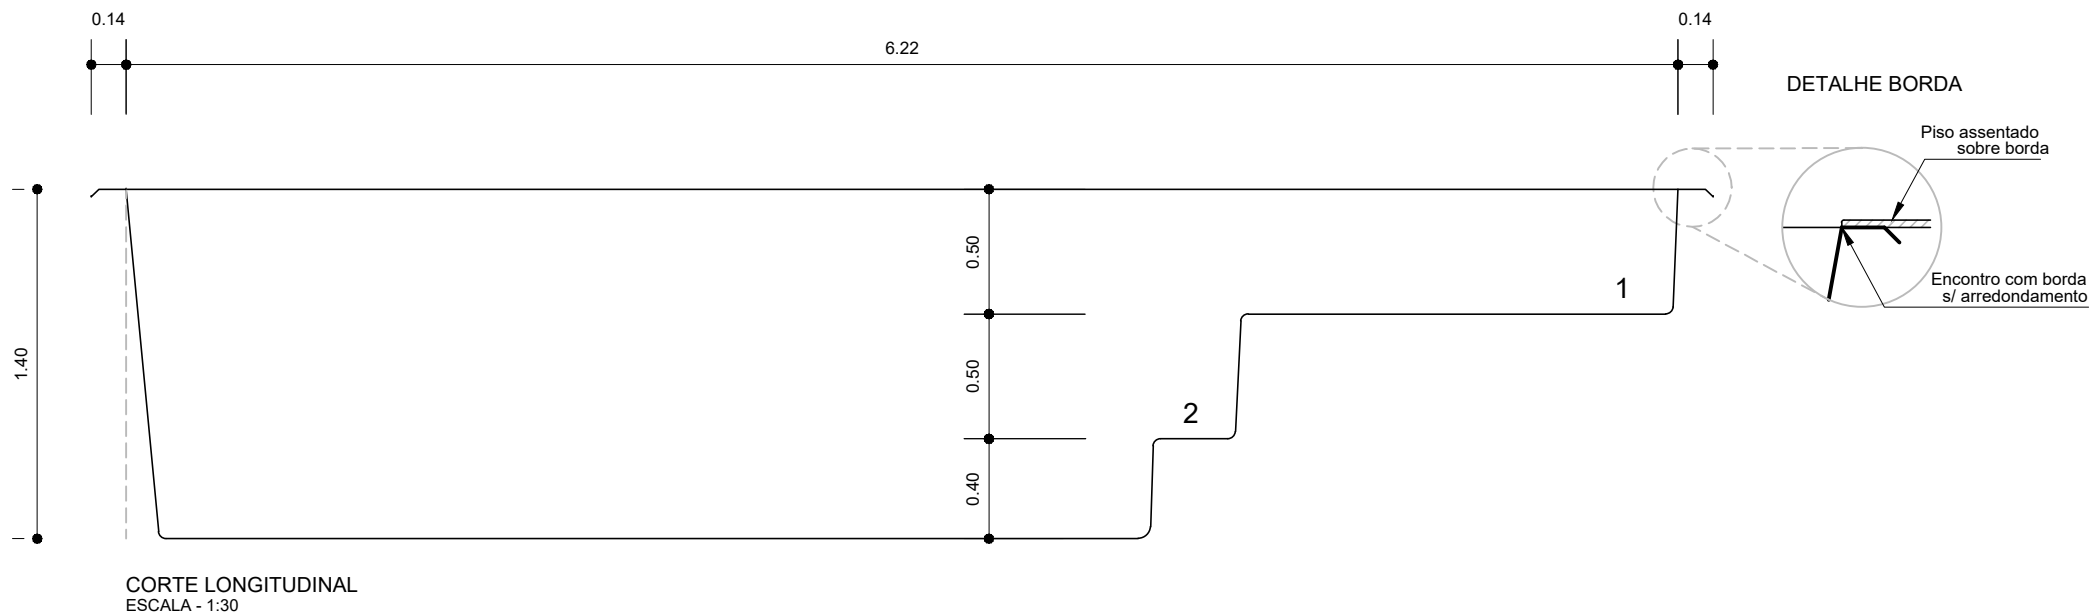 0.14
0.14
6.22
DETALHE BORDA
Piso assentado
sobre borda
0.50
1
Encontro com borda
s/ arredondamento
1.40
0.50
2
0.40
CORTE LONGITUDINAL
ESCALA - 1:30